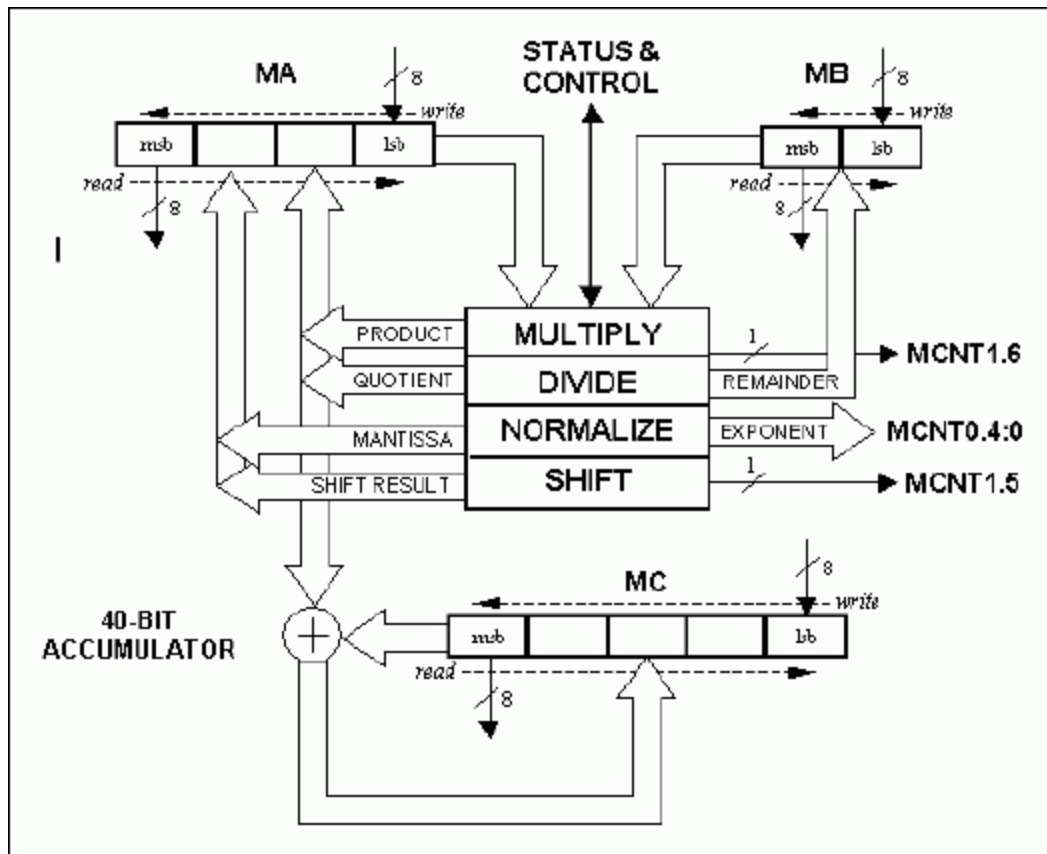 STATUS &
CONTROL
MA
8
write
msb
lsb
read
8
MB
8
write
msb
lsb
read
8
I
MULTIPLY
DIVIDE
NORMALIZE
SHIFT
PRODUCT
QUOTIENT
MANTISSA
SHIFT RESULT
1
MCNT1.6
REMAINDER
EXPONENT
MCNT0.4:0
1
MCNT1.5
40-BIT
ACCUMULATOR
+
MC
8
write
msb
lsb
read
8